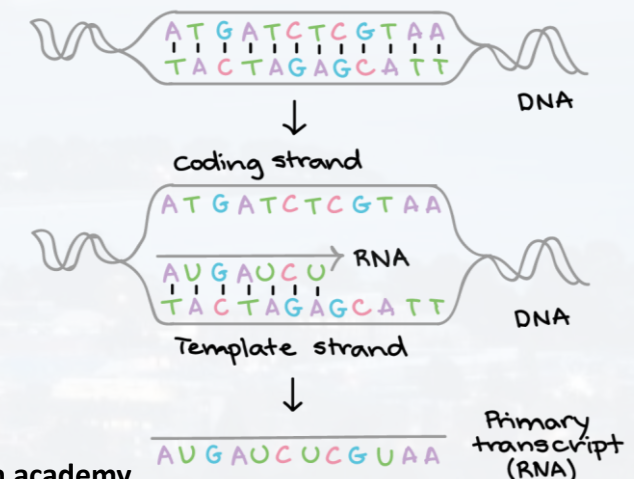 ATGATCTCGTAA
TACTAGAGCATT
DNA
Coding strand
ATGATCTCGTAA
RNA
AUGAUCU
TACTAGAGCATT
DNA
Template strand
AUGAUCUCGUAA
Primary
transcript
(RNA)
academy